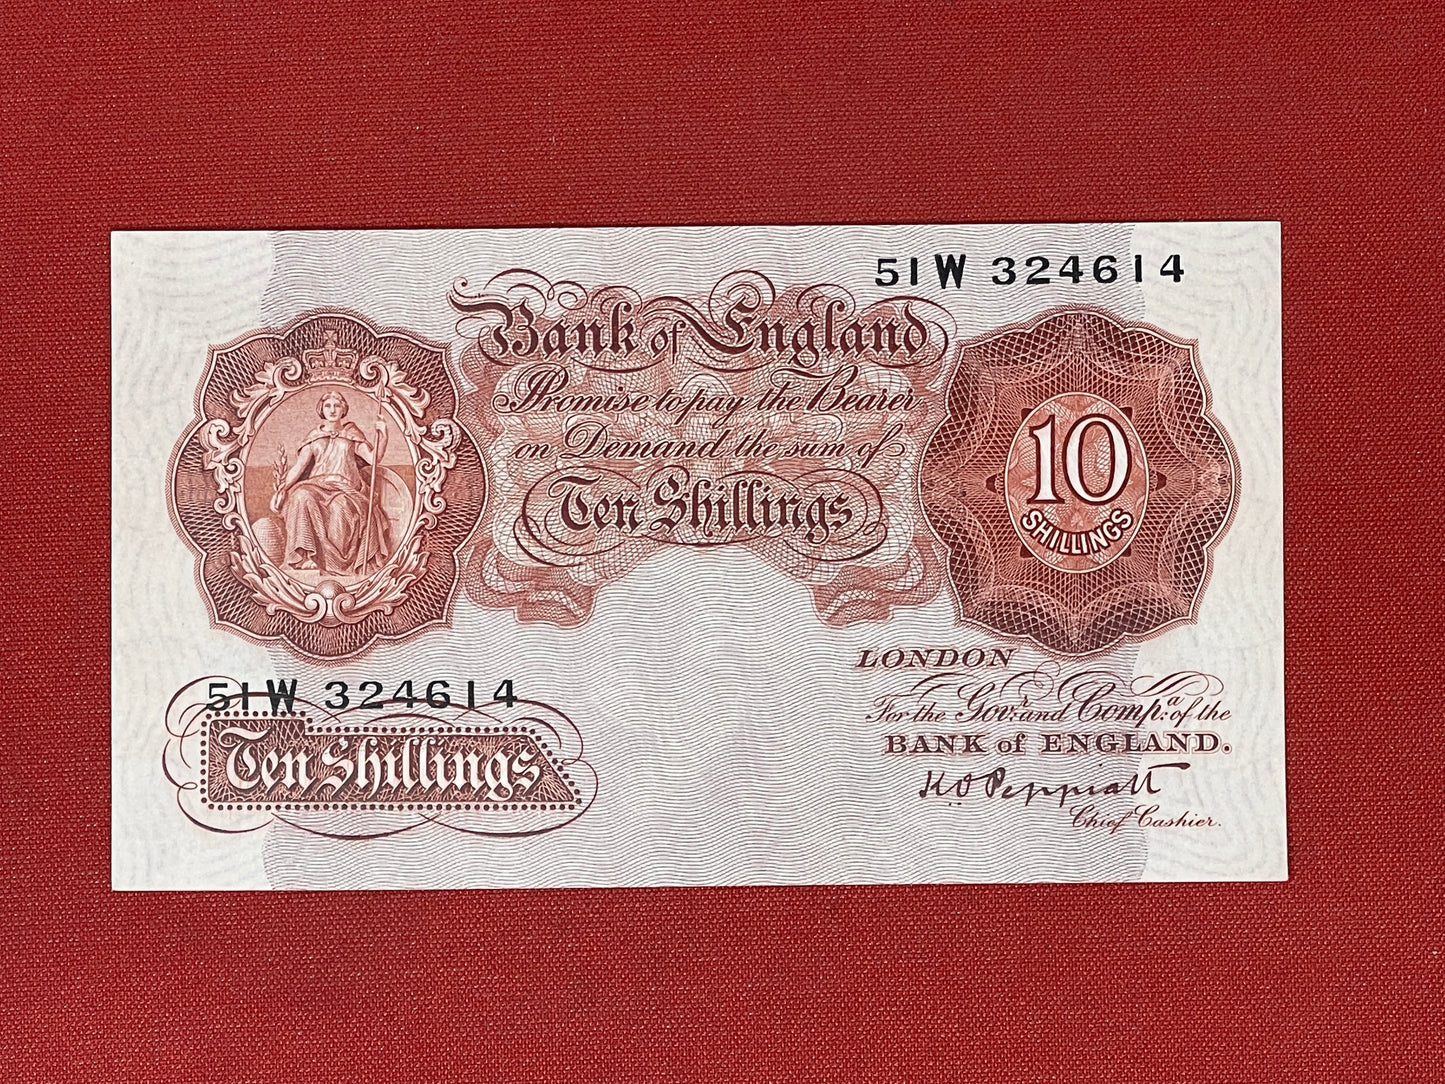 51W 324614
Bank of England
Promise to pay the Bearer
on Demand the sum of
Ten Shillings
10
SHILLINGS
51W 324614
Ten Shillings
LONDON
For the Govr. and Compa. of the
BANK of ENGLAND.
K O Peppiatt
Chief Cashier.